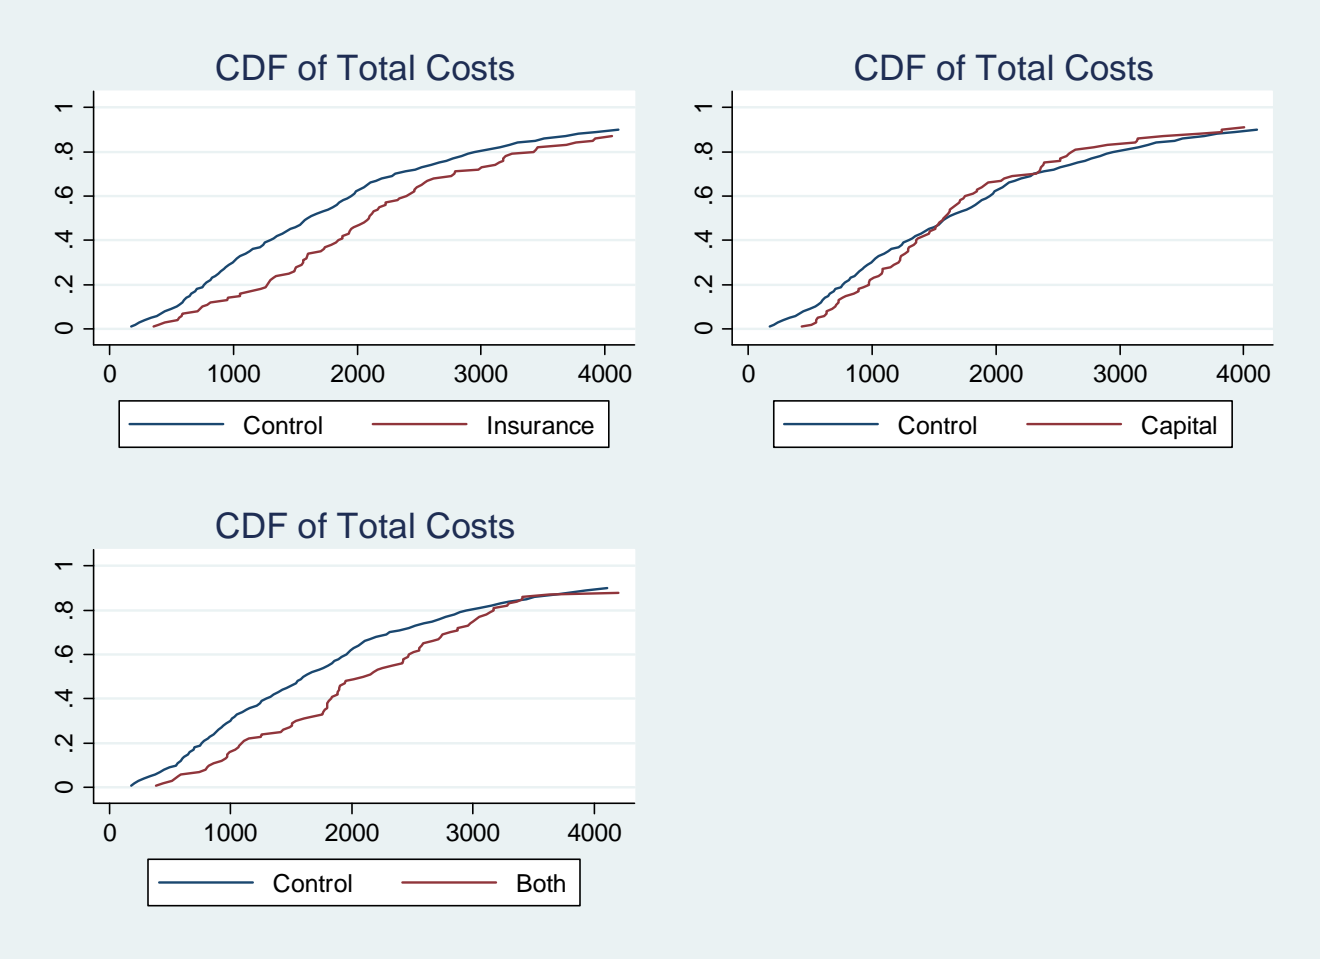 CDF of Total Costs
1
.8
.6
.4
.2
0
0 1000 2000 3000 4000
Control Insurance
CDF of Total Costs
1
.8
.6
.4
.2
0
0 1000 2000 3000 4000
Control Capital
CDF of Total Costs
1
.8
.6
.4
.2
0
0 1000 2000 3000 4000
Control Both